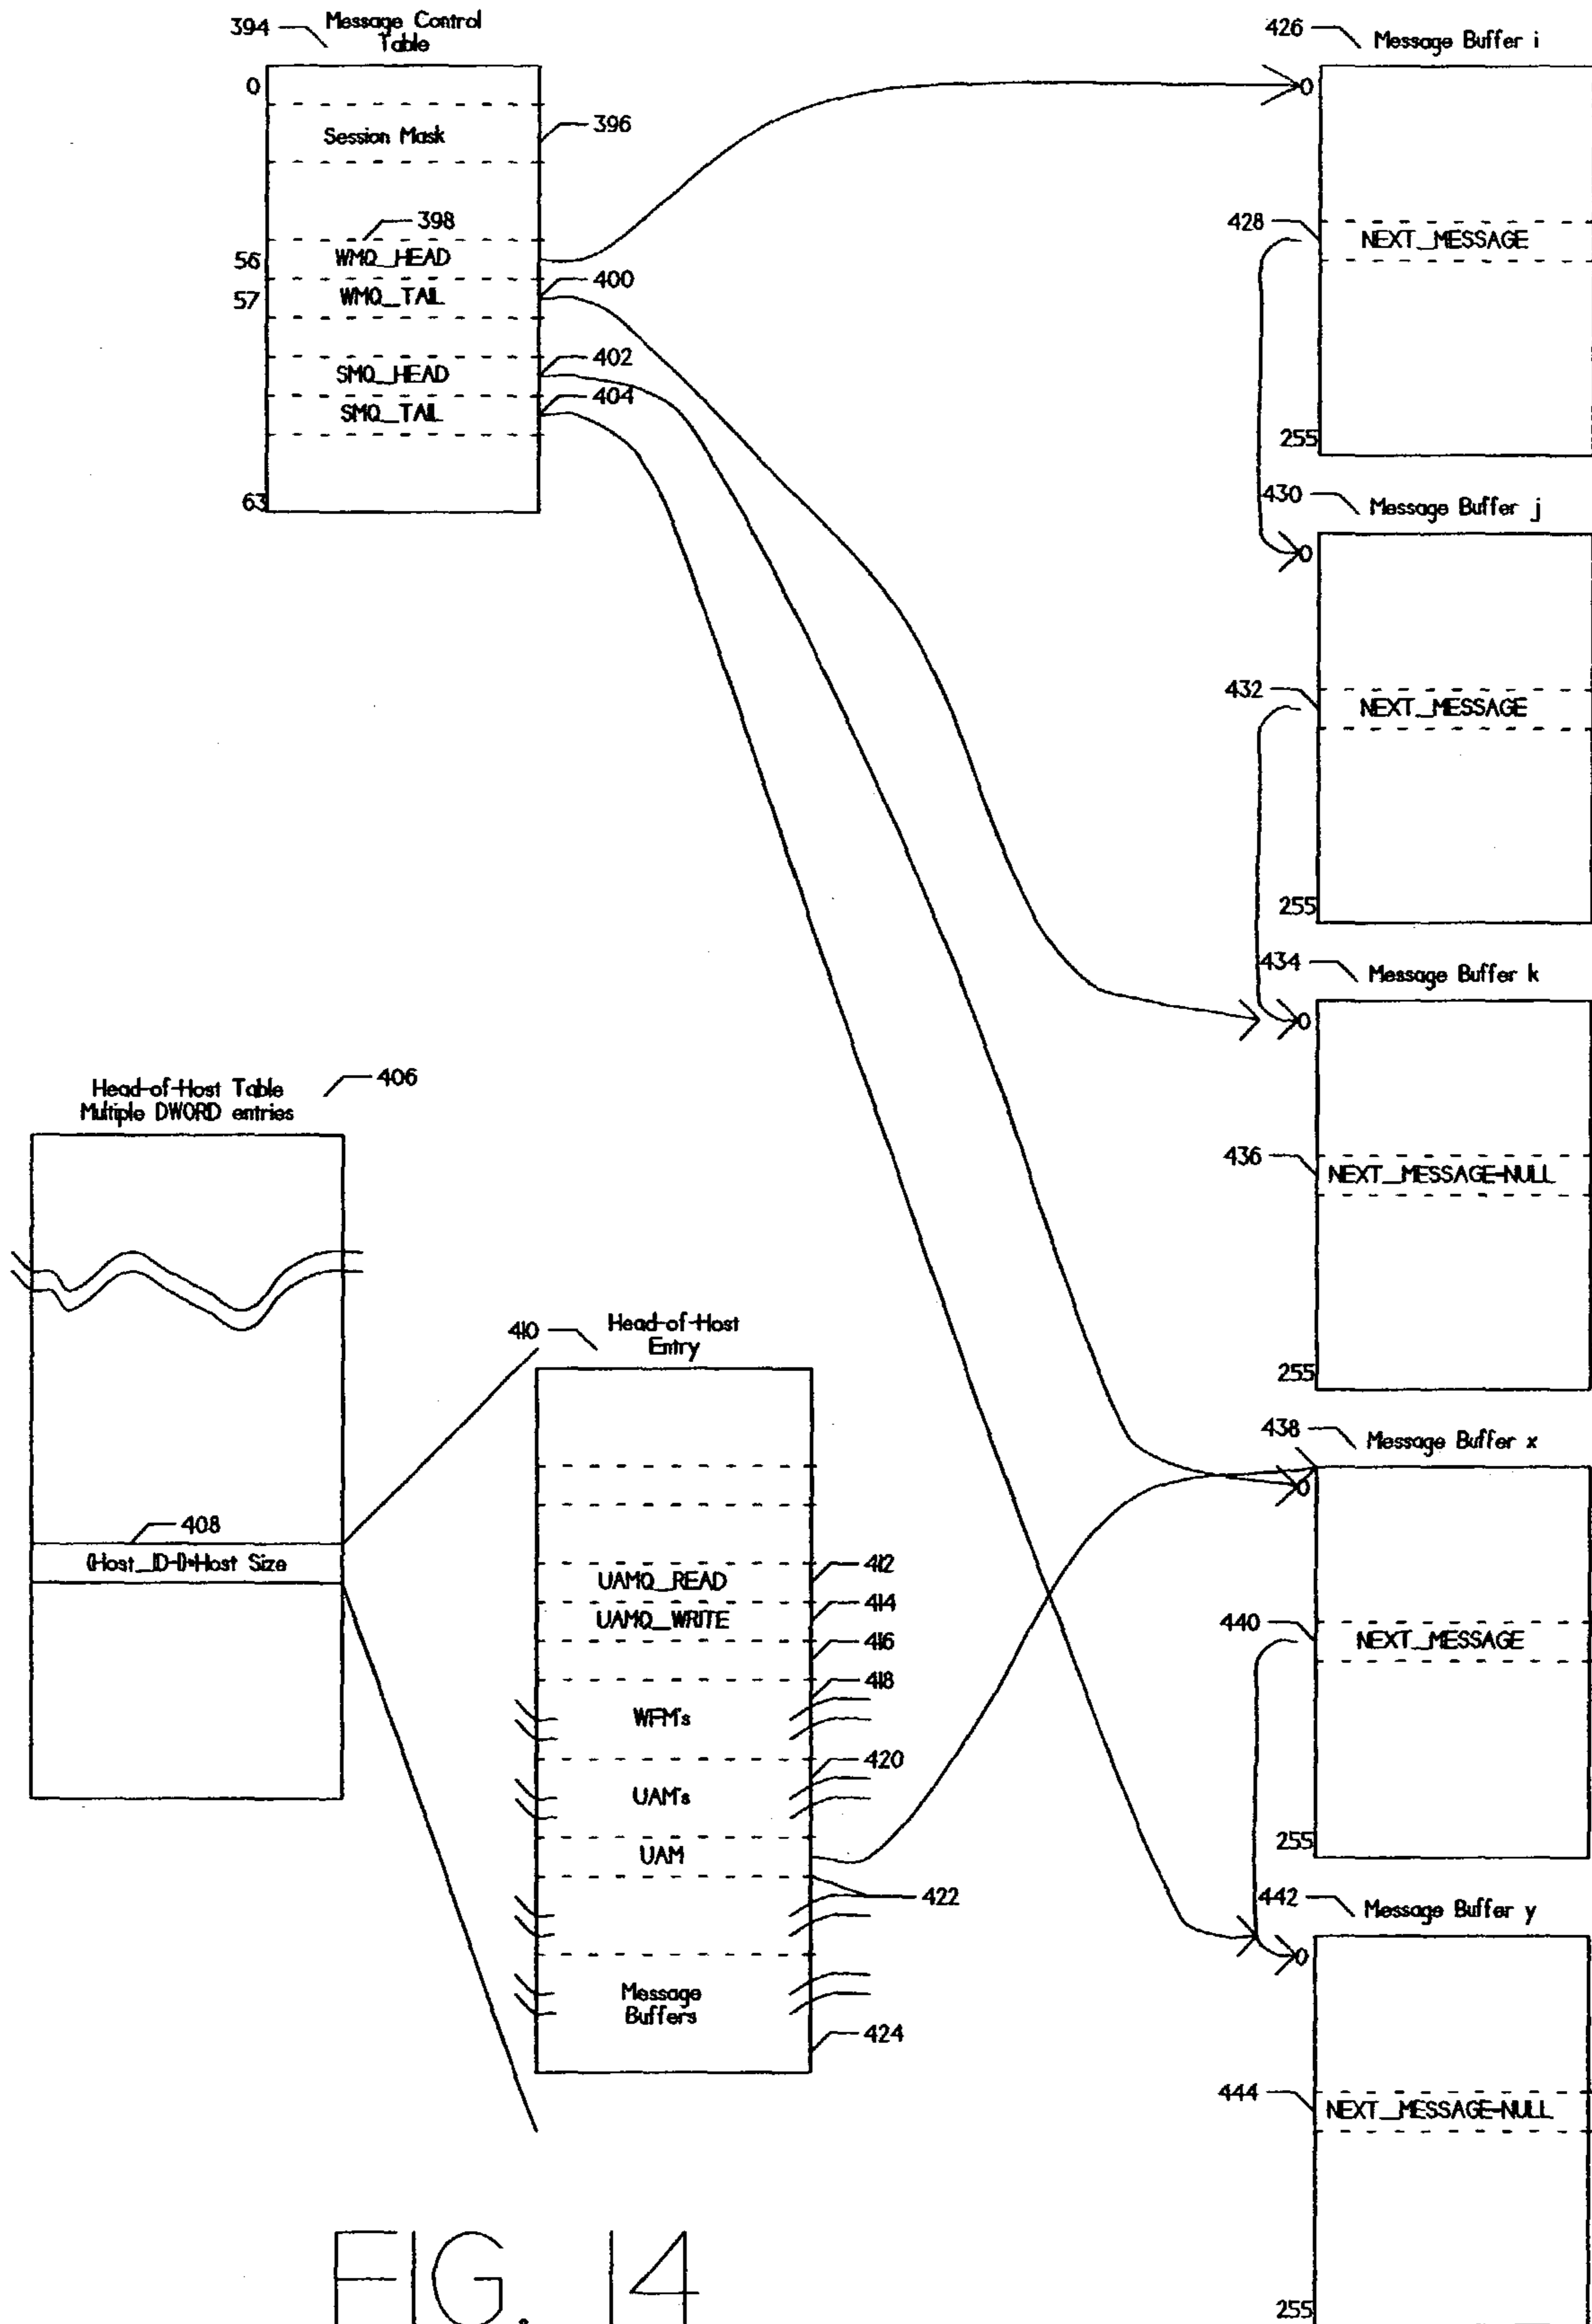 394
Message Control
Table
0
Session Mask
396
398
56
WMQ_HEAD
57
WMQ_TAIL
400
SMQ_HEAD
402
SMQ_TAIL
404
63
426
Message Buffer i
0
428
NEXT_MESSAGE
255
430
Message Buffer j
0
432
NEXT_MESSAGE
255
434
Message Buffer k
0
436
NEXT_MESSAGE=NULL
255
438
Message Buffer x
0
440
NEXT_MESSAGE
255
442
Message Buffer y
0
444
NEXT_MESSAGE=NULL
255
Head-of-Host Table
Multiple DWORD entries
406
408
(Host_ID-1)*Host Size
410
Head-of-Host
Entry
UAMQ_READ
412
UAMQ_WRITE
414
416
418
WFM's
420
UAM's
UAM
422
Message
Buffers
424
FIG. 14